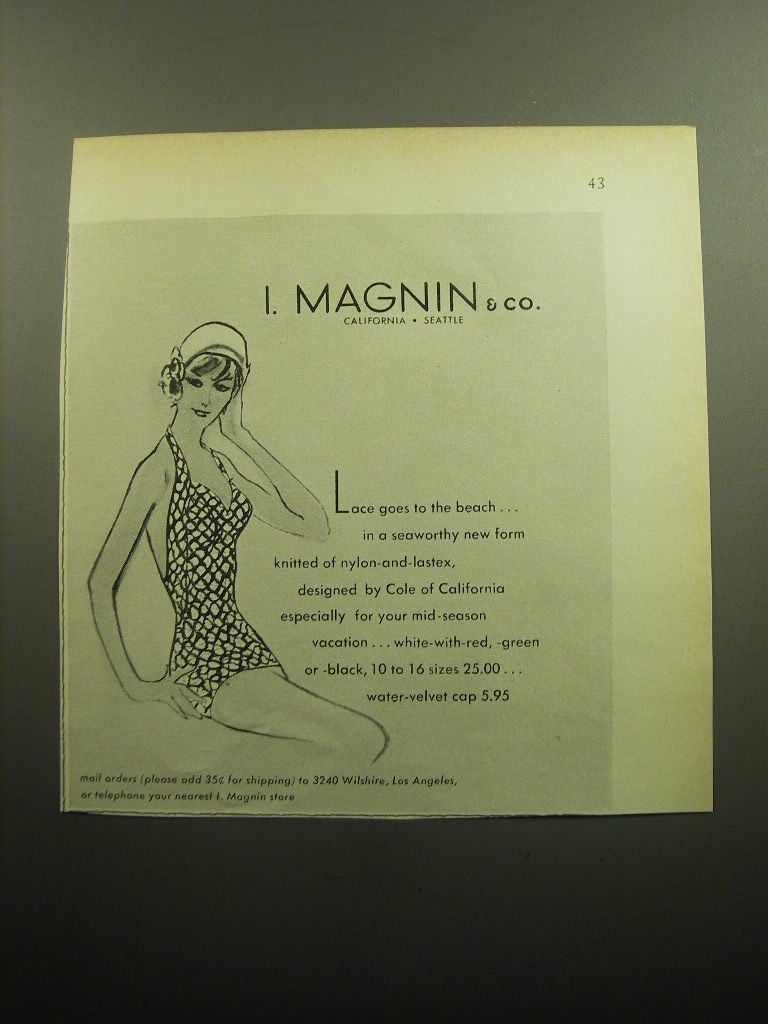 43
I. MAGNIN & CO.
CALIFORNIA • SEATTLE
Lace goes to the beach . . .
in a seaworthy new form
knitted of nylon-and-lastex,
designed by Cole of California
especially for your mid-season
vacation . . . white-with-red, -green
or -black, 10 to 16 sizes 25.00 . . .
water-velvet cap 5.95
mail orders (please add 35¢ for shipping) to 3240 Wilshire, Los Angeles,
or telephone your nearest I. Magnin store